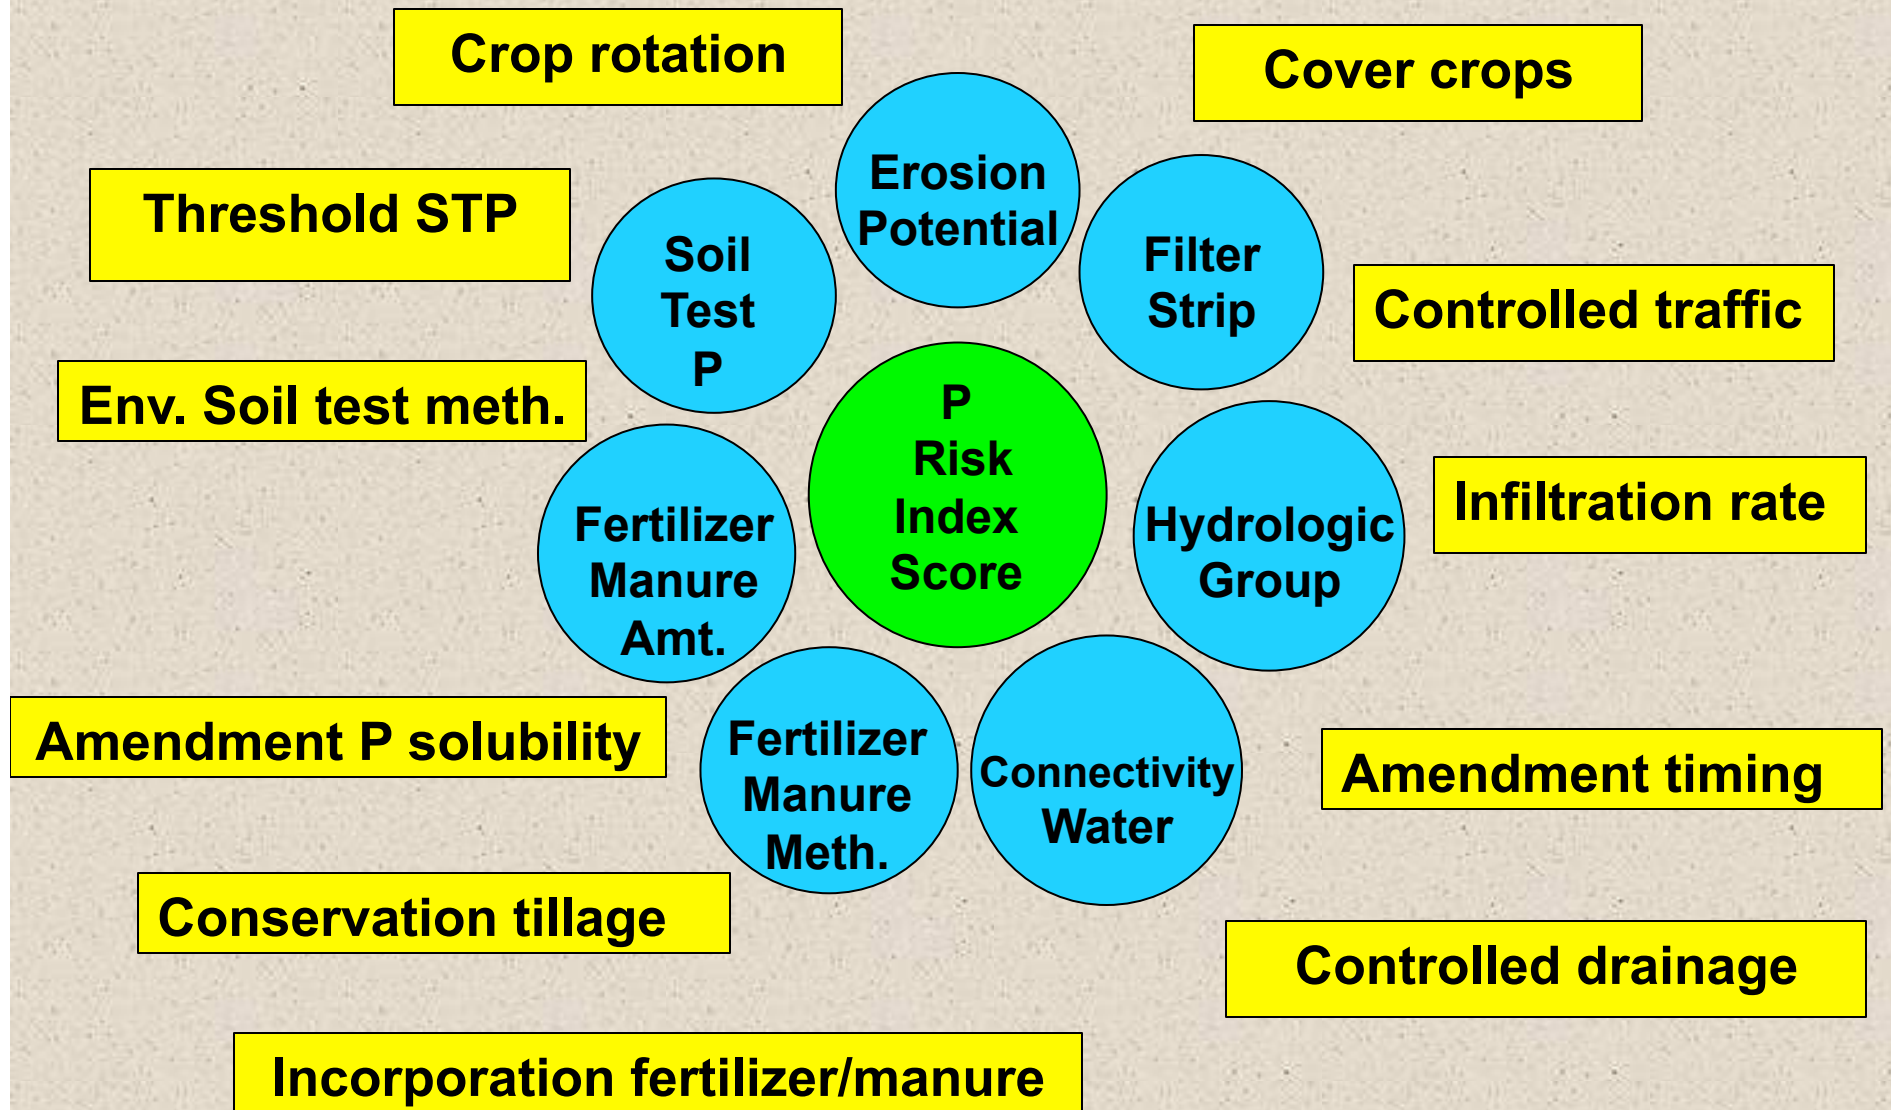 Crop rotation
Cover crops
Erosion
Potential
Threshold STP
Soil
Test
P
Filter
Strip
Controlled traffic
Env. Soil test meth.
P
Risk
Index
Score
Infiltration rate
Fertilizer
Manure
Amt.
Hydrologic
Group
Amendment P solubility
Fertilizer
Manure
Meth.
Connectivity
Water
Amendment timing
Conservation tillage
Controlled drainage
Incorporation fertilizer/manure